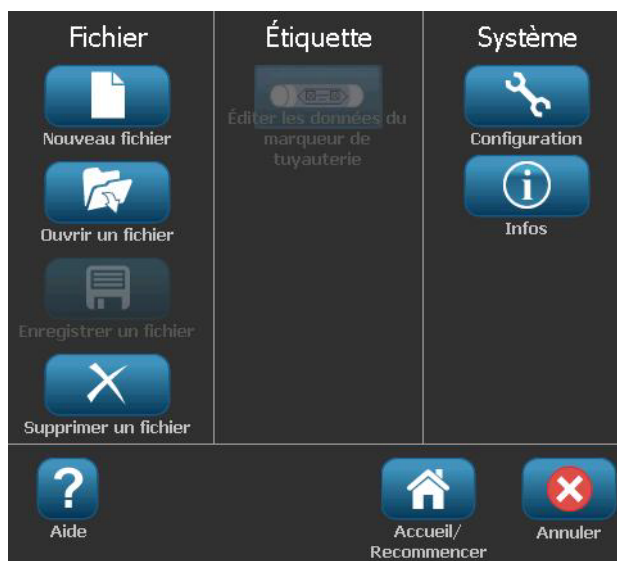 Fichier
Nouveau fichier
Ouvrir un fichier
Enregistrer un fichier
Supprimer un fichier
Étiquette
Éditer les données du
marqueur de
tuyauterie
Système
Configuration
Infos
?
Aide
Accueil/
Recommencer
Annuler